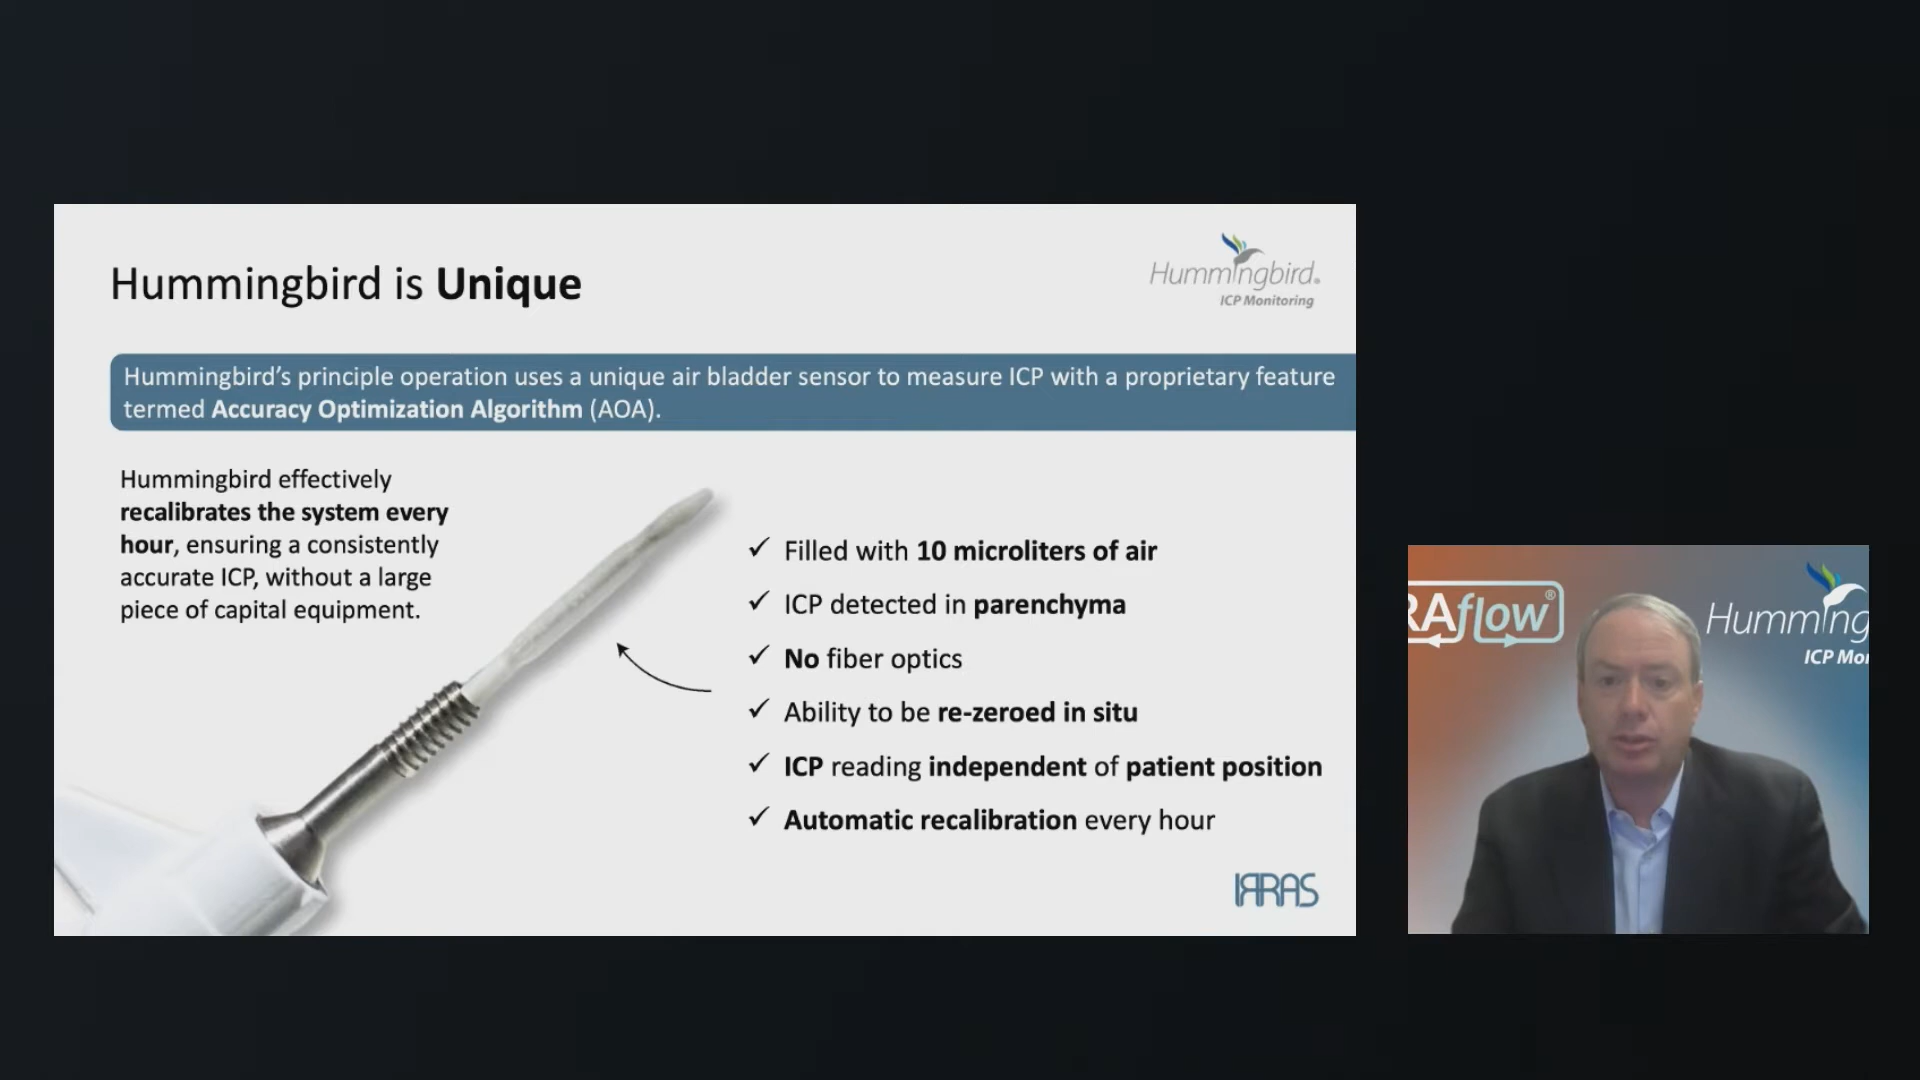 Hummingbird is Unique
Hummingbird®
ICP Monitoring
Hummingbird's principle operation uses a unique air bladder sensor to measure ICP with a proprietary feature
termed Accuracy Optimization Algorithm (AOA).
Hummingbird effectively
recalibrates the system every
hour, ensuring a consistently
accurate ICP, without a large
piece of capital equipment.
✓ Filled with 10 microliters of air
✓ ICP detected in parenchyma
✓ No fiber optics
✓ Ability to be re-zeroed in situ
✓ ICP reading independent of patient position
✓ Automatic recalibration every hour
IRRAS
RAflow®
Humming
ICP Mo